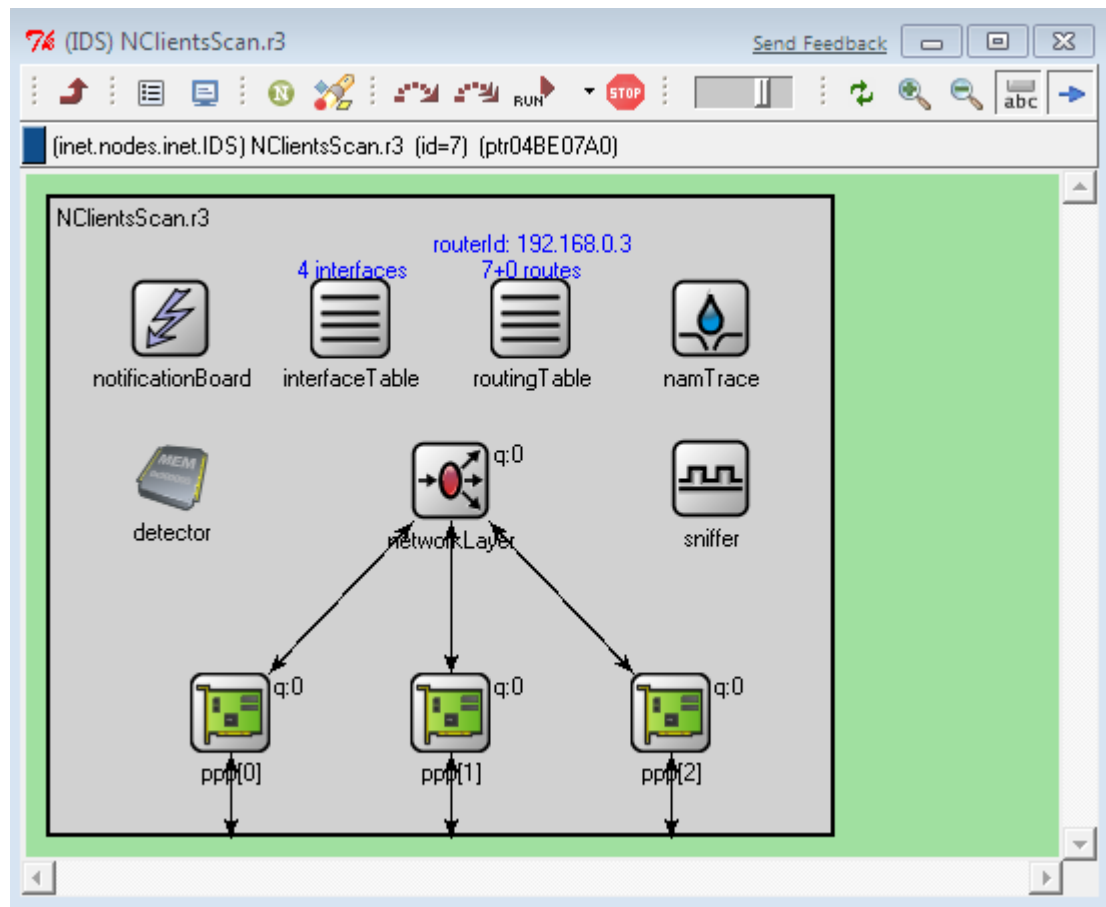 (IDS) NClientsScan.r3
Send Feedback
N
RUN
STOP
abc
(inet.nodes.inet.IDS) NClientsScan.r3 (id=7) (ptr04BE07A0)
NClientsScan.r3
routerId: 192.168.0.3
4 interfaces
7+0 routes
notificationBoard
interfaceTable
routingTable
namTrace
MEM
q:0
detector
networkLayer
sniffer
q:0
q:0
q:0
ppp[0]
ppp[1]
ppp[2]